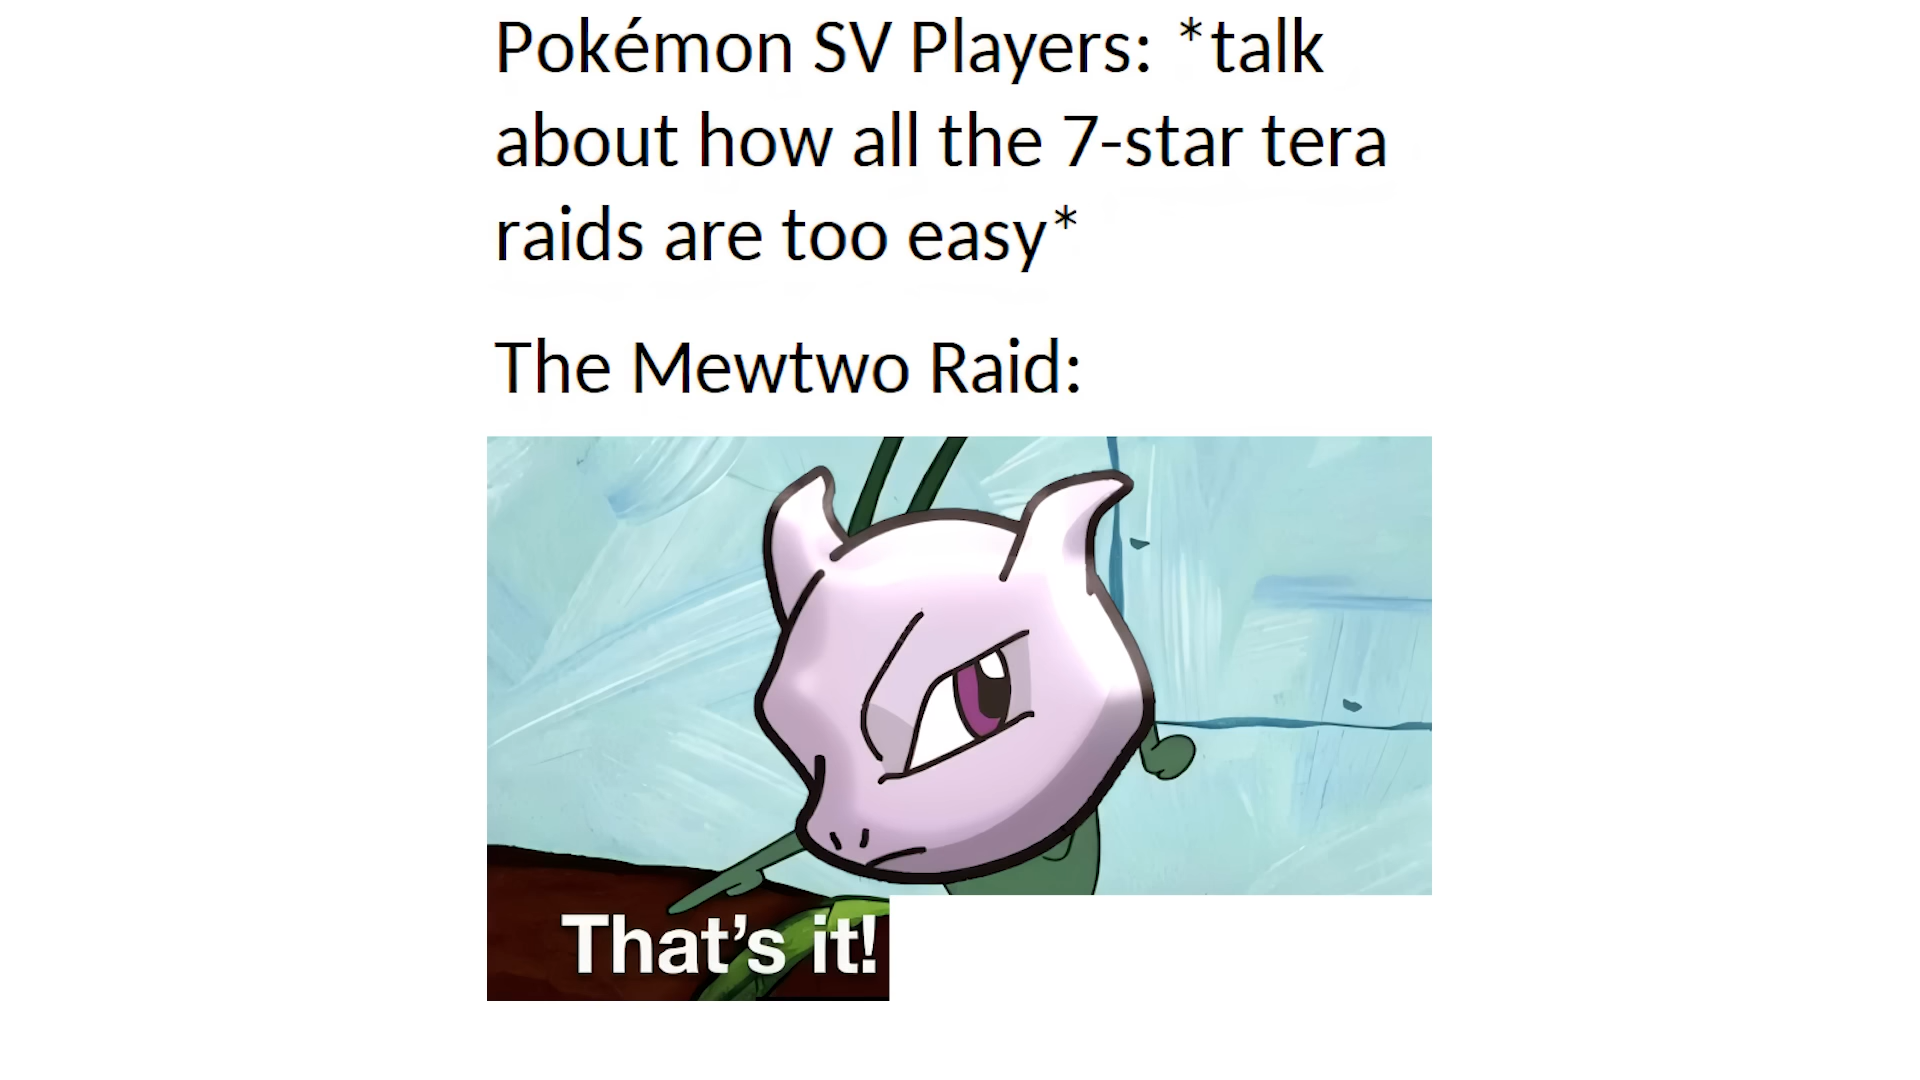 Pokémon SV Players: *talk
about how all the 7-star tera
raids are too easy*
The Mewtwo Raid:
That’s it!